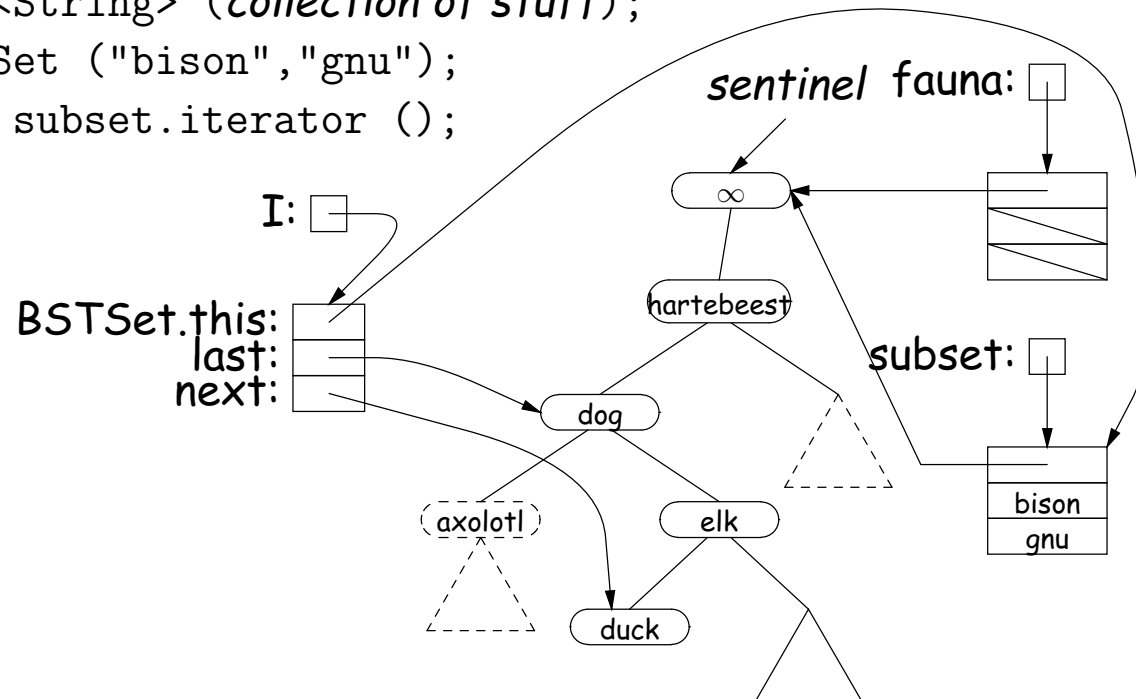 <String> (collection of stuff);
Set ("bison","gnu");
subset.iterator ();
sentinel fauna:
∞
I:
hartebeest
BSTSet.this:
last:
next:
subset:
dog
bison
axolotl
elk
gnu
duck